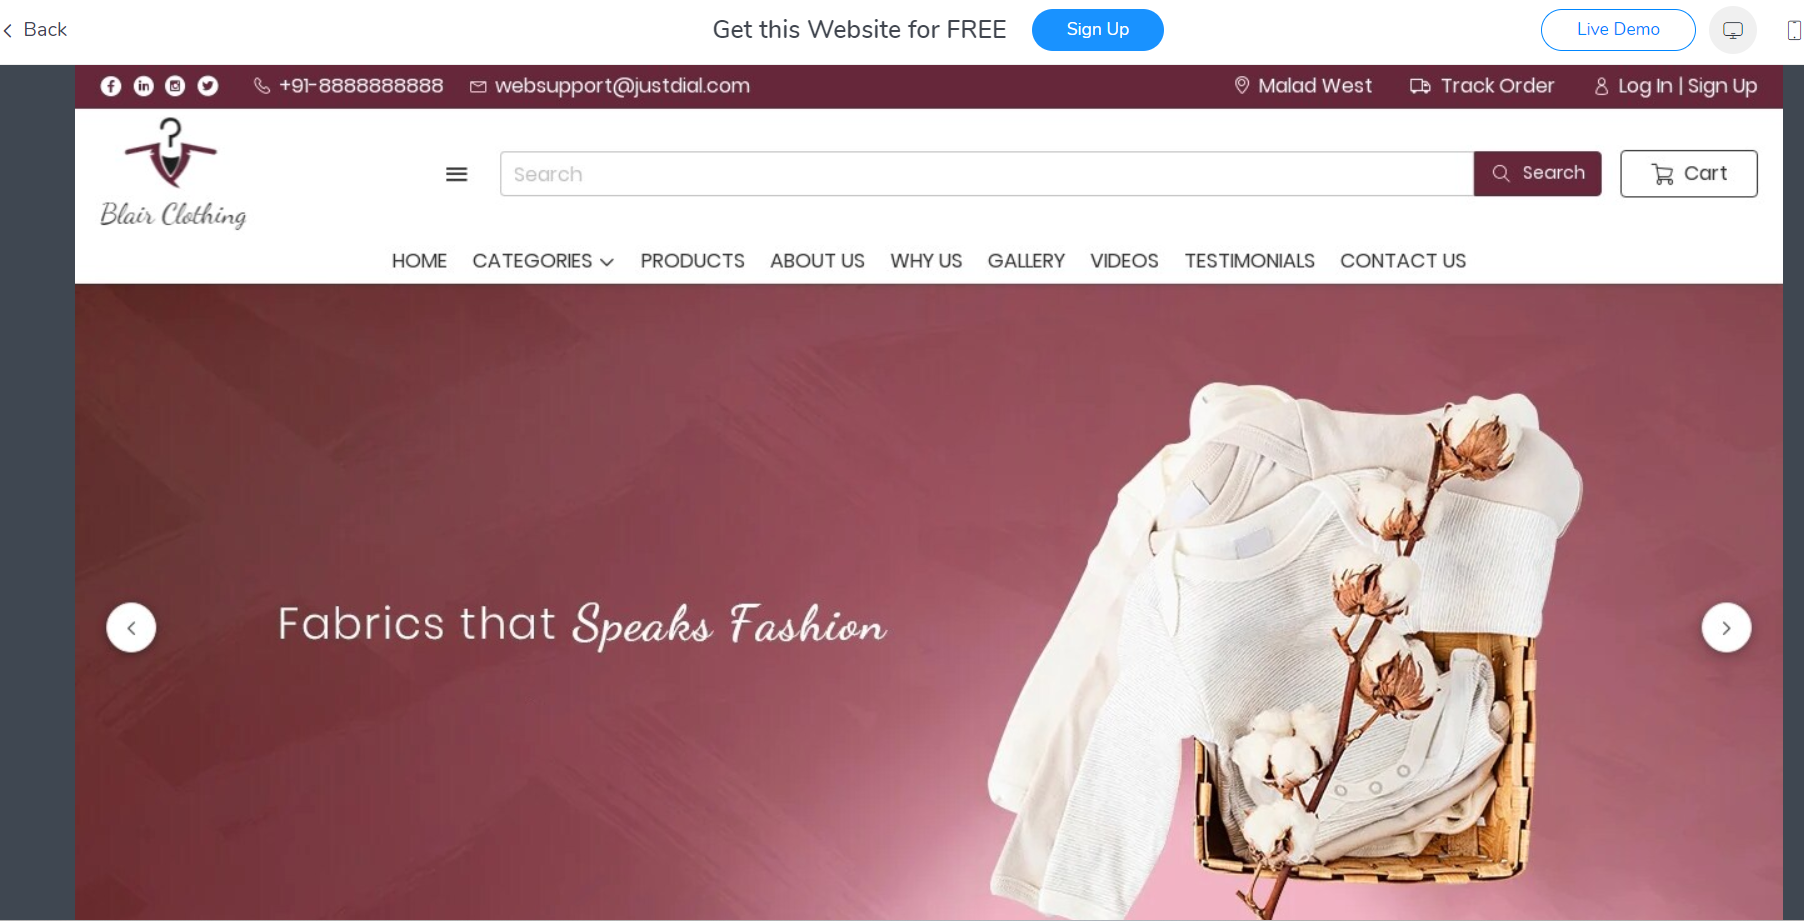 Back
Get this Website for FREE
Sign Up
Live Demo
+91-8888888888
websupport@justdial.com
Malad West
Track Order
Log In | Sign Up
Blair Clothing
Search
Search
Cart
HOME CATEGORIES PRODUCTS ABOUT US WHY US GALLERY VIDEOS TESTIMONIALS CONTACT US
Fabrics that Speaks Fashion